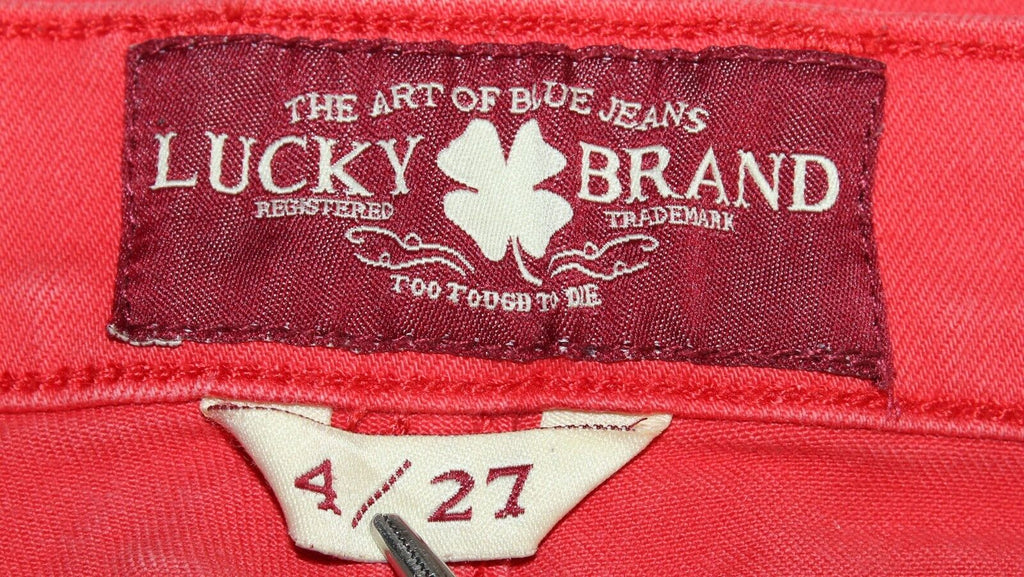 THE ART OF BLUE JEANS
LUCKY BRAND
REGISTERED TRADEMARK
TOO TOUGH TO DIE
4/27